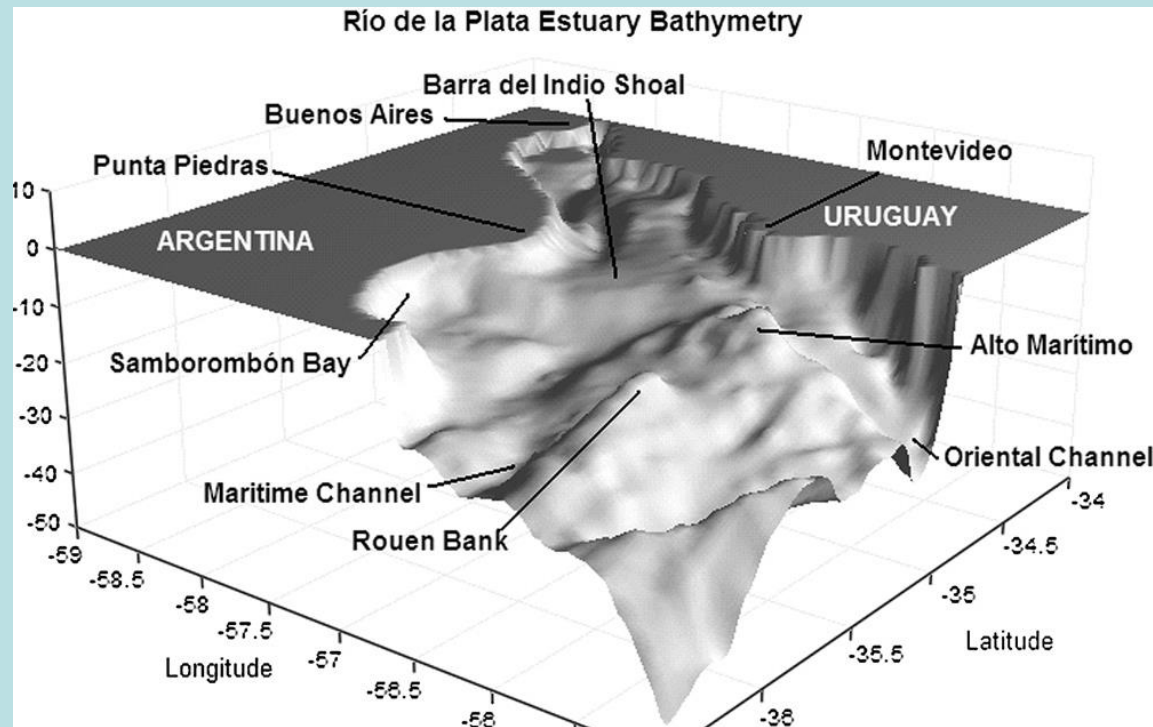 Río de la Plata Estuary Bathymetry
Barra del Indio Shoal
Buenos Aires
Punta Piedras
Montevideo
ARGENTINA
URUGUAY
Samborombón Bay
Alto Marítimo
Maritime Channel
Oriental Channel
Rouen Bank
10
0
-10
-20
-30
-40
-50
-59
-58.5
-58
-57.5
-57
-56.5
-56
Longitude
-34
-34.5
-35
-35.5
-36
Latitude